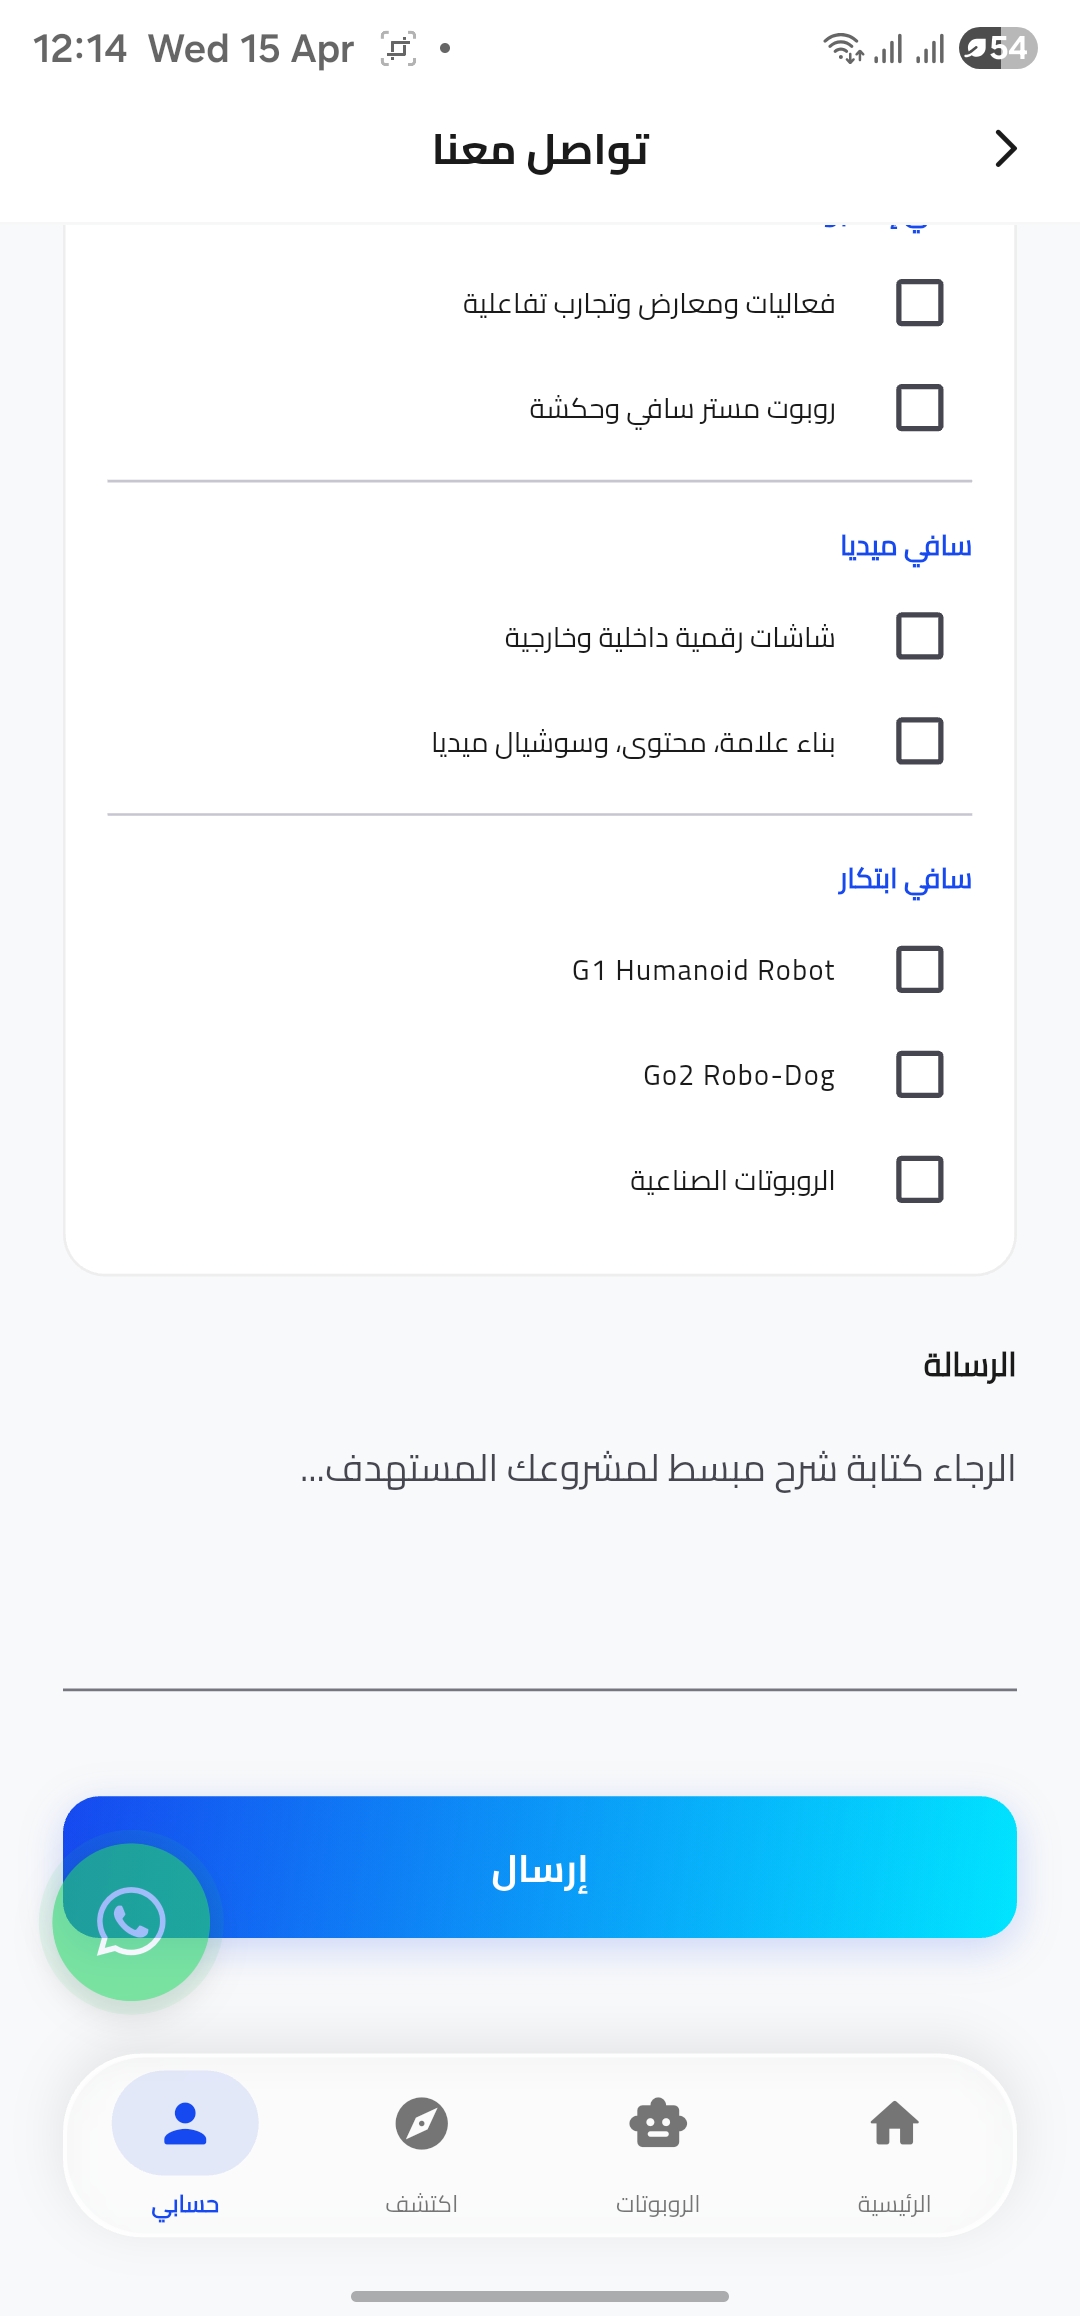 12:14 Wed 15 Apr
54
تواصل معنا
فعاليات ومعارض وتجارب تفاعلية
روبوت مستر سافي وحكشة
سافي ميديا
شاشات رقمية داخلية وخارجية
بناء علامة، محتوى، وسوشيال ميديا
سافي ابتكار
G1 Humanoid Robot
Go2 Robo-Dog
الروبوتات الصناعية
الرسالة
الرجاء كتابة شرح مبسط لمشروعك المستهدف...
إرسال
الرئيسية
الروبوتات
اكتشف
حسابي